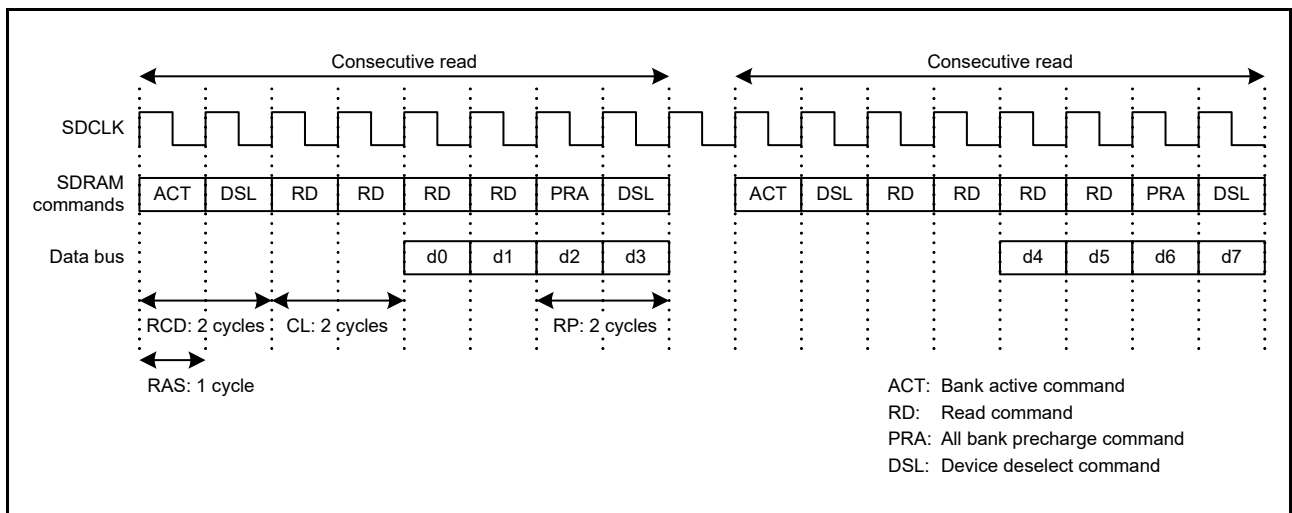 Consecutive read Consecutive read
SDCLK
SDRAM
commands
ACT DSL RD RD RD RD PRA DSL ACT DSL RD RD RD RD PRA DSL
Data bus d0 d1 d2 d3 d4 d5 d6 d7
RCD: 2 cycles CL: 2 cycles RP: 2 cycles
RAS: 1 cycle
ACT: Bank active command
RD: Read command
PRA: All bank precharge command
DSL: Device deselect command